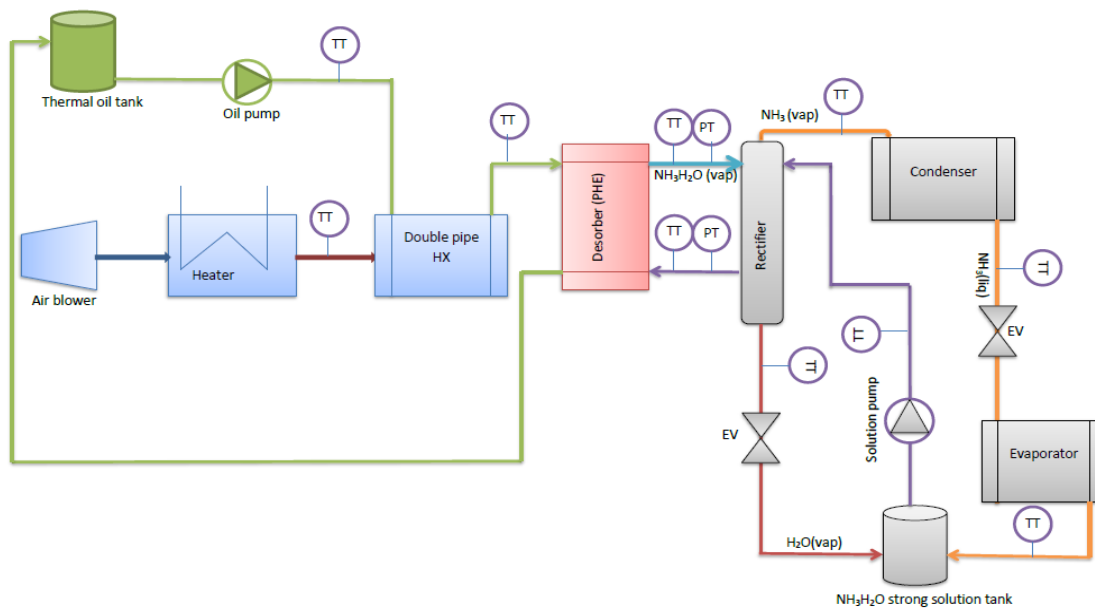 TT
Thermal oil tank
Oil pump
TT
TT
PT
NH₃H₂O (vap)
NH₃ (vap)
TT
Condenser
Desorber (PHE)
Rectifier
TT
Heater
Double pipe
HX
Air blower
TT
PT
NH₃(liq)
TT
EV
TT
TT
EV
Solution pump
Evaporator
TT
H₂O(vap)
NH₃H₂O strong solution tank